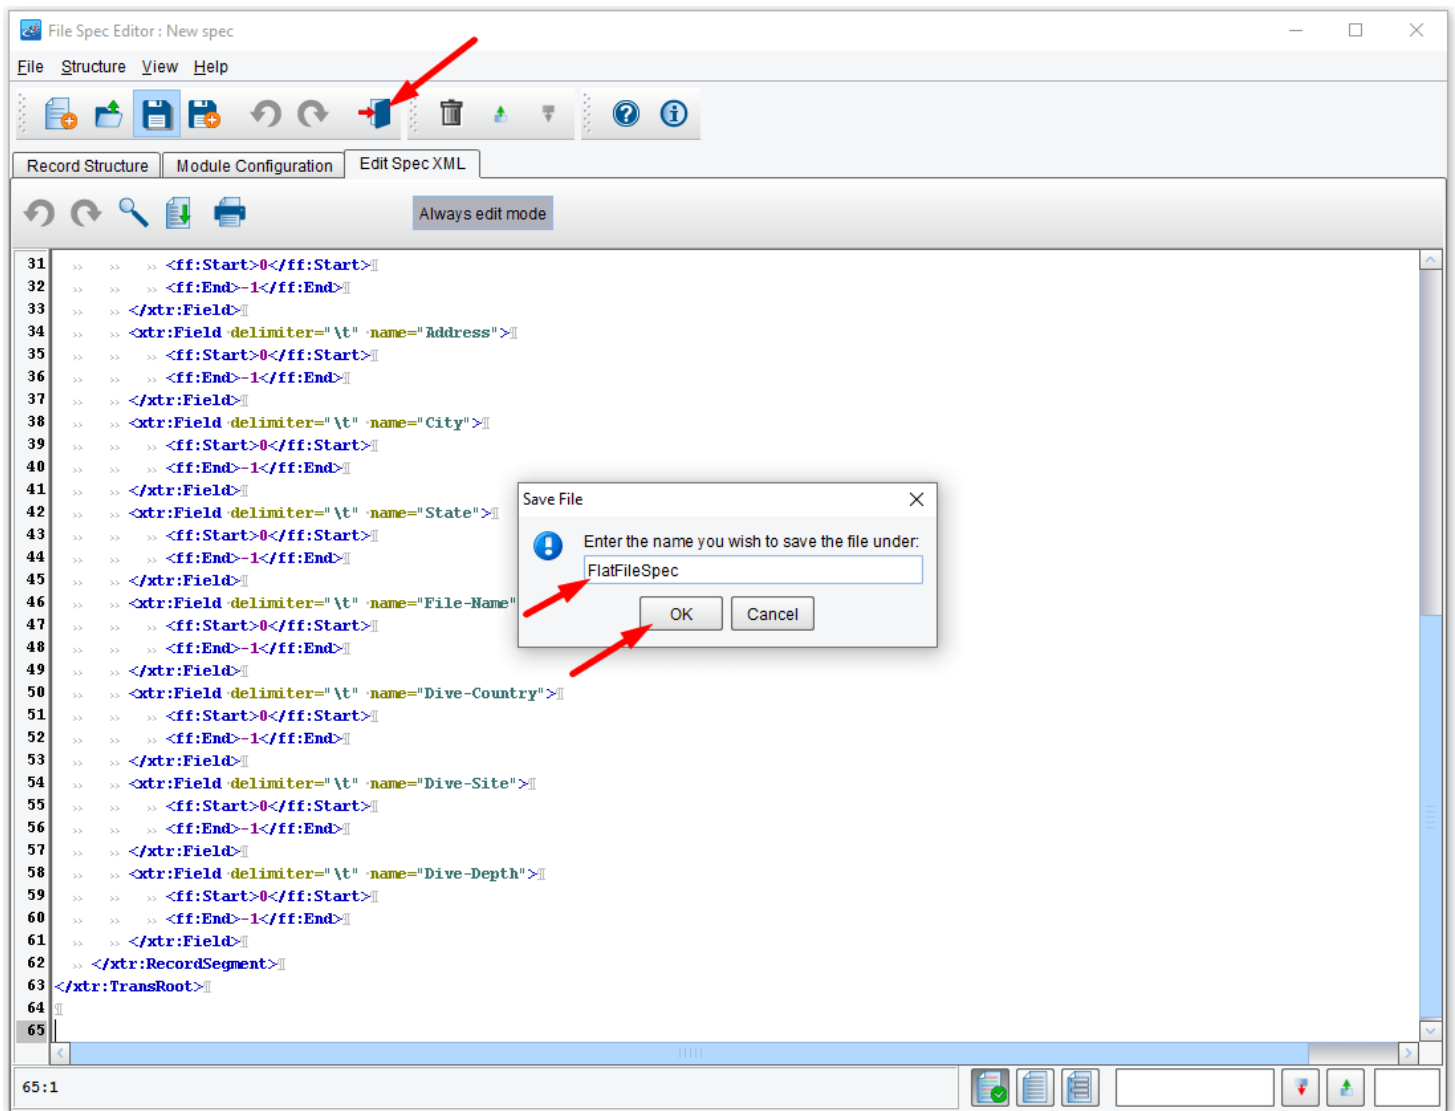 File Spec Editor : New spec
File Structure View Help
Record Structure Module Configuration Edit Spec XML
Always edit mode
31 <ff:Start>0</ff:Start>¶
32 <ff:End>-1</ff:End>¶
33 </xtr:Field>¶
34 <xtr:Field·delimiter="\t"·name="Address">¶
35 <ff:Start>0</ff:Start>¶
36 <ff:End>-1</ff:End>¶
37 </xtr:Field>¶
38 <xtr:Field·delimiter="\t"·name="City">¶
39 <ff:Start>0</ff:Start>¶
40 <ff:End>-1</ff:End>¶
41 </xtr:Field>¶
42 <xtr:Field·delimiter="\t"·name="State">¶
43 <ff:Start>0</ff:Start>¶
44 <ff:End>-1</ff:End>¶
45 </xtr:Field>¶
46 <xtr:Field·delimiter="\t"·name="File-Name"
47 <ff:Start>0</ff:Start>¶
48 <ff:End>-1</ff:End>¶
49 </xtr:Field>¶
50 <xtr:Field·delimiter="\t"·name="Dive-Country">¶
51 <ff:Start>0</ff:Start>¶
52 <ff:End>-1</ff:End>¶
53 </xtr:Field>¶
54 <xtr:Field·delimiter="\t"·name="Dive-Site">¶
55 <ff:Start>0</ff:Start>¶
56 <ff:End>-1</ff:End>¶
57 </xtr:Field>¶
58 <xtr:Field·delimiter="\t"·name="Dive-Depth">¶
59 <ff:Start>0</ff:Start>¶
60 <ff:End>-1</ff:End>¶
61 </xtr:Field>¶
62 </xtr:RecordSegment>¶
63 </xtr:TransRoot>¶
64 ¶
65
Save File
Enter the name you wish to save the file under:
FlatFileSpec
OK Cancel
65:1